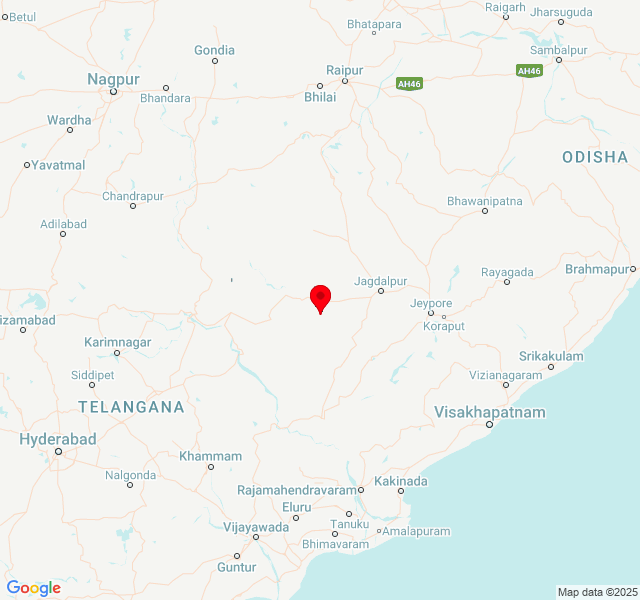 Betul
Raigarh
Jharsuguda
Bhatapara
Gondia
Sambalpur
Raipur
Nagpur
AH46
AH46
Bhandara
Bhilai
Wardha
ODISHA
Yavatmal
Chandrapur
Bhawanipatna
Adilabad
Brahmapur
Rayagada
Jagdalpur
Jeypore
izamabad
Koraput
Karimnagar
Srikakulam
Siddipet
Vizianagaram
TELANGANA
Visakhapatnam
Hyderabad
Khammam
Nalgonda
Kakinada
Rajamahendravaram
Eluru
Vijayawada
Tanuku
Amalapuram
Bhimavaram
Guntur
Google
Map data ©2025